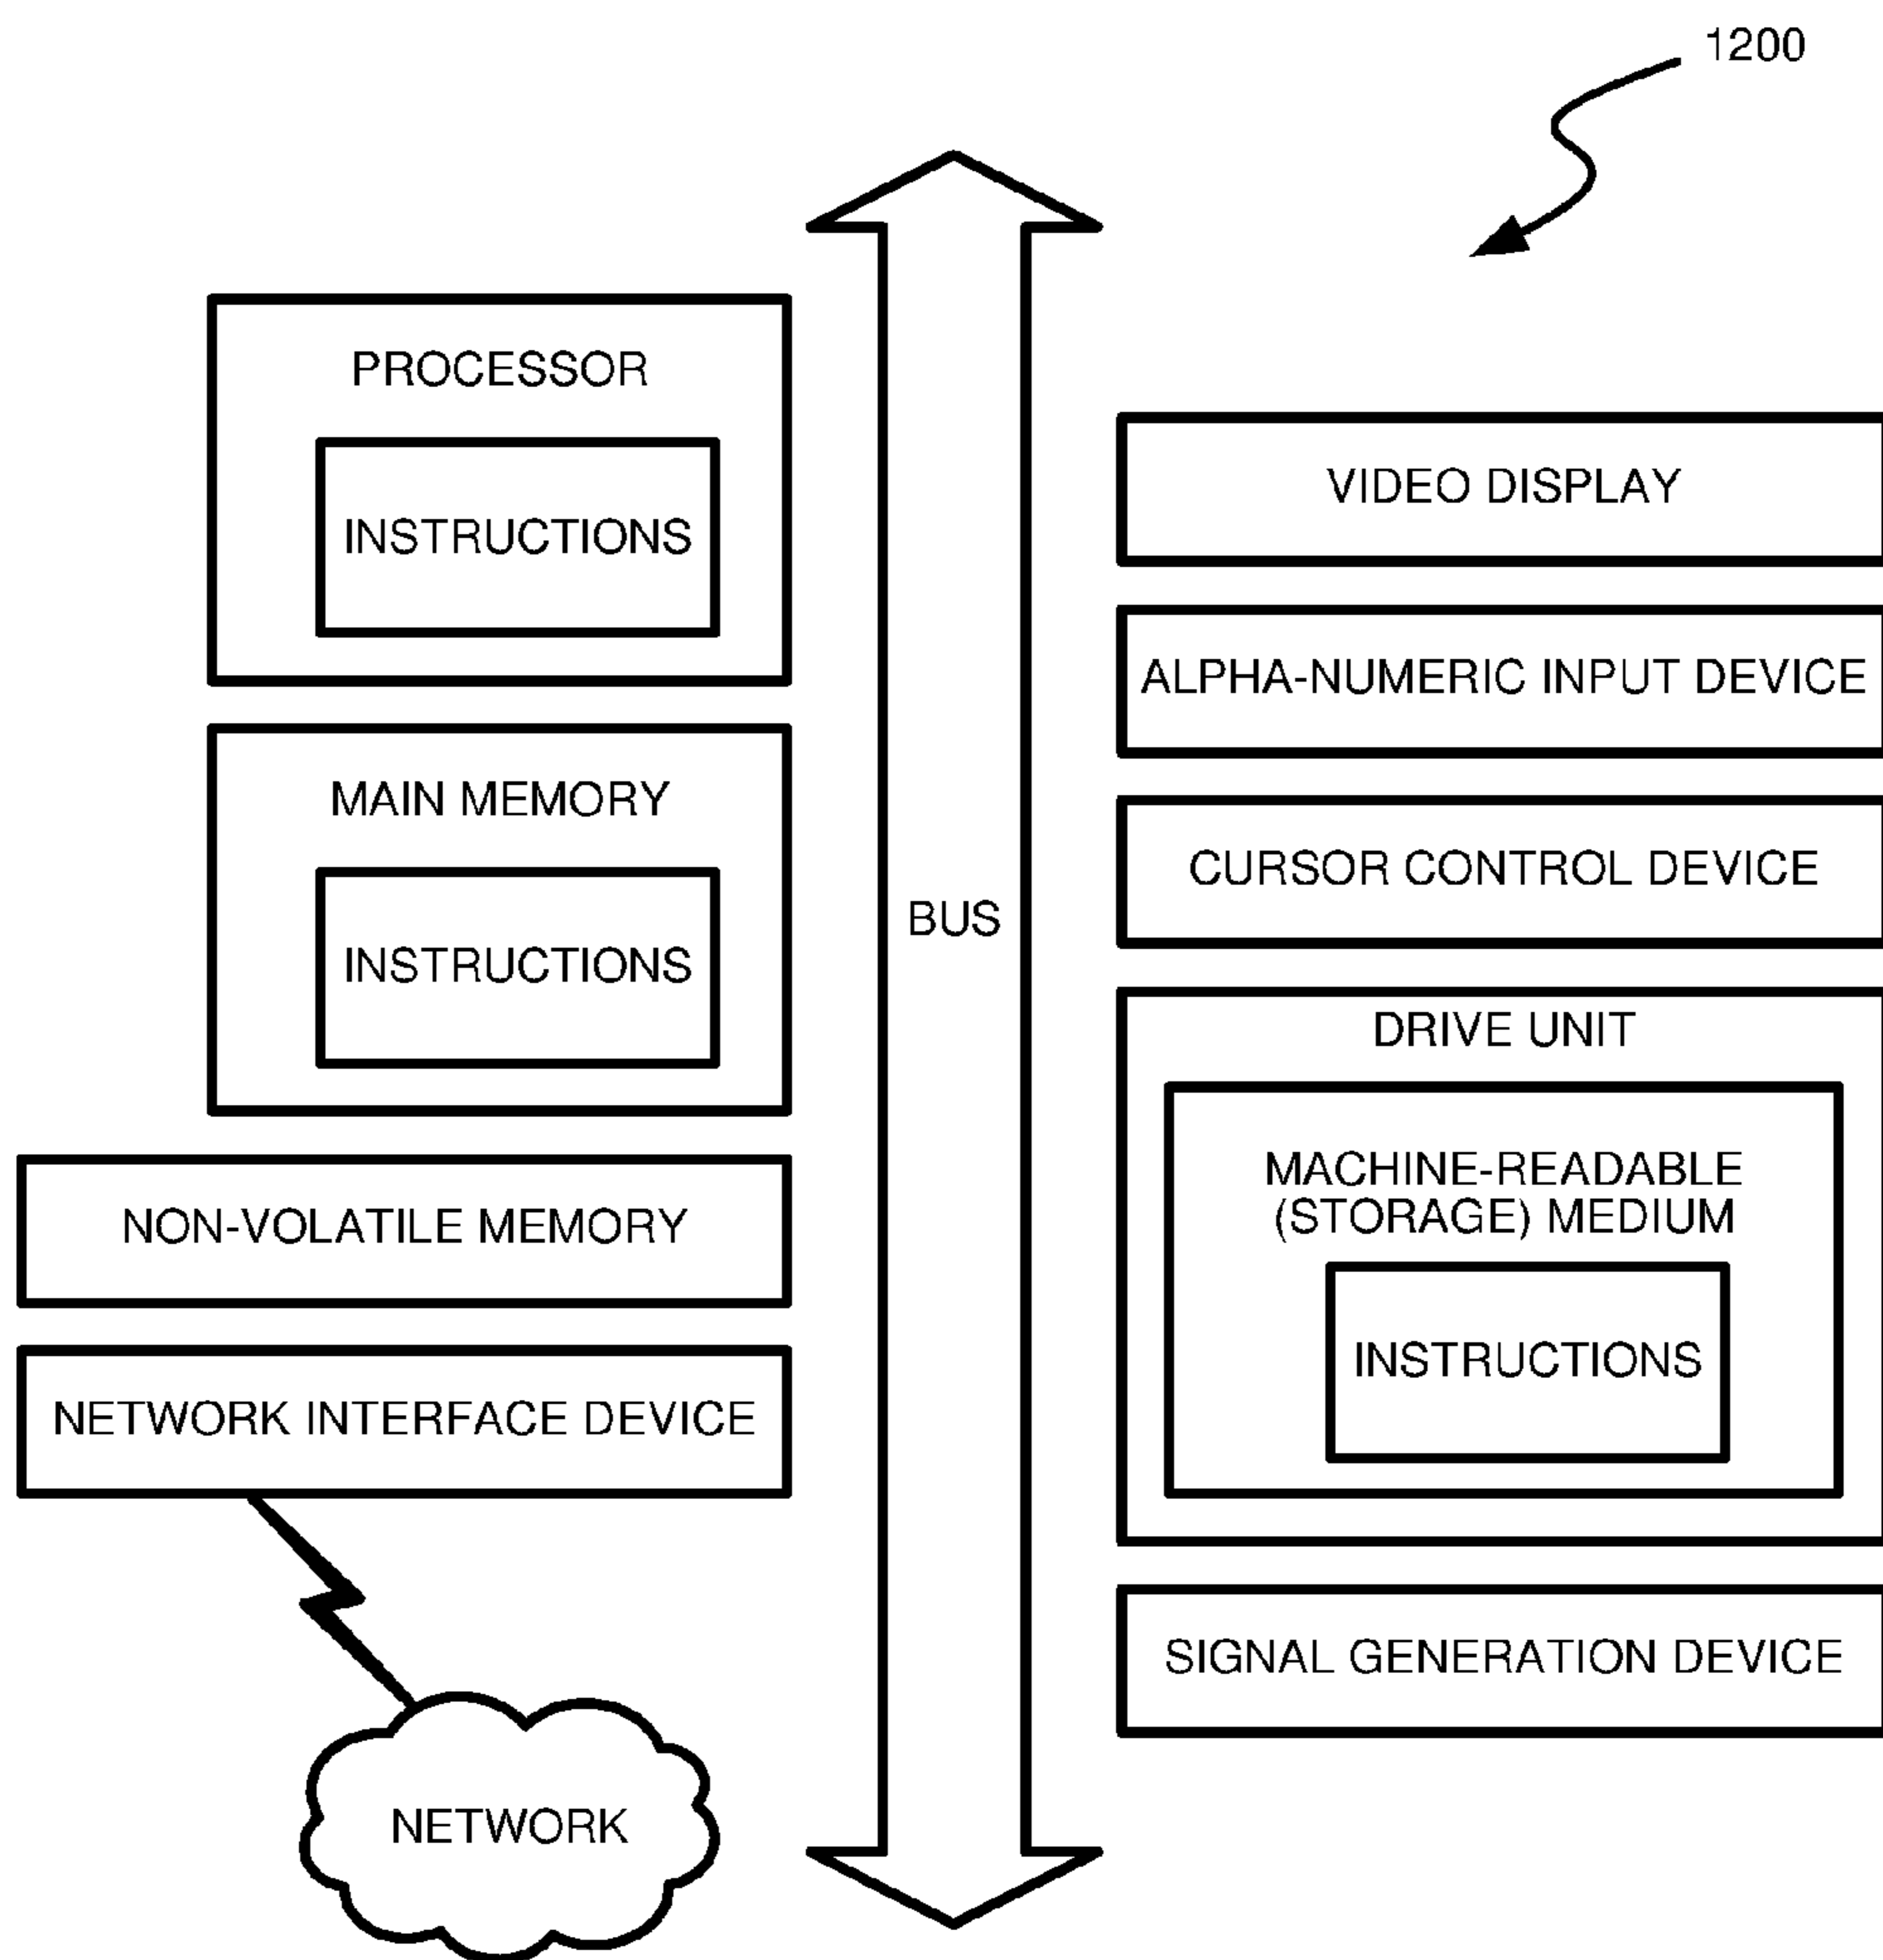 1200
PROCESSOR
INSTRUCTIONS
MAIN MEMORY
INSTRUCTIONS
NON-VOLATILE MEMORY
NETWORK INTERFACE DEVICE
NETWORK
BUS
VIDEO DISPLAY
ALPHA-NUMERIC INPUT DEVICE
CURSOR CONTROL DEVICE
DRIVE UNIT
MACHINE-READABLE
(STORAGE) MEDIUM
INSTRUCTIONS
SIGNAL GENERATION DEVICE